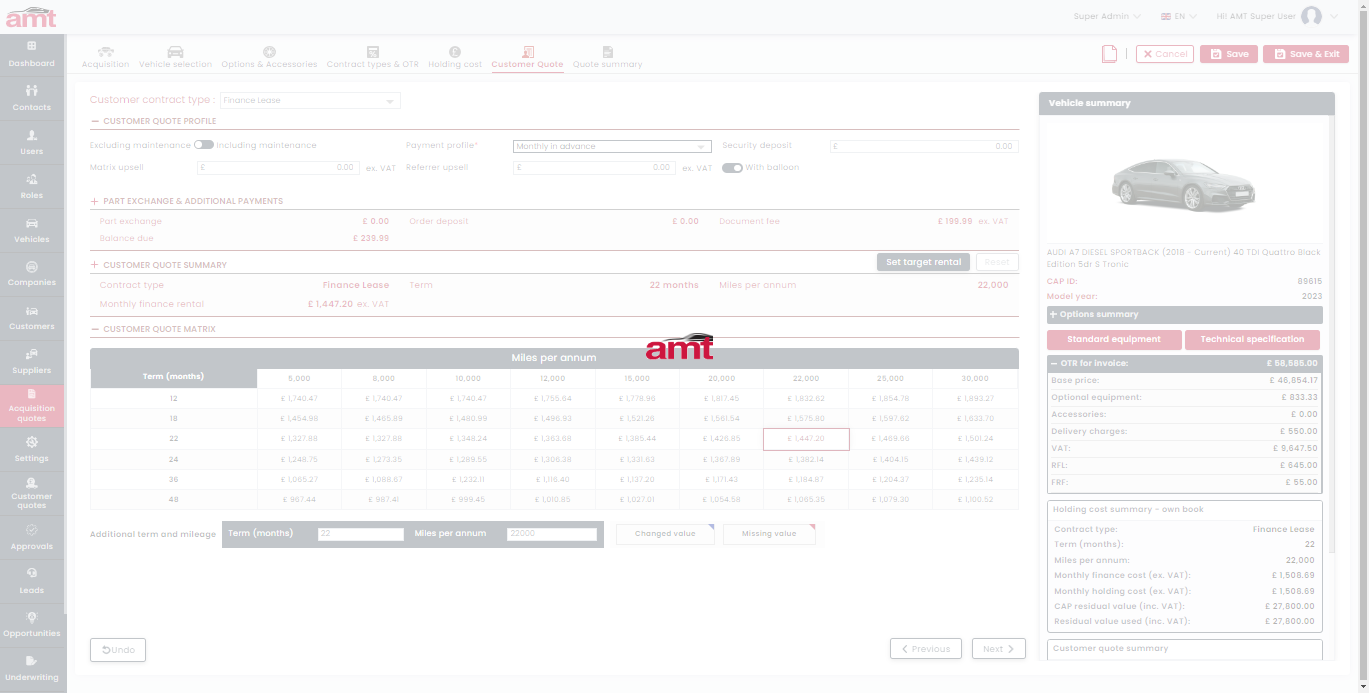 amt
Super Admin
EN
Hi! AMT Super User
Dashboard
Contacts
Users
Roles
Vehicles
Companies
Customers
Suppliers
Acquisition quotes
Settings
Customer quotes
Approvals
Leads
Opportunities
Underwriting
Acquisition
Vehicle selection
Options & Accessories
Contract types & OTR
Holding cost
Customer Quote
Quote summary
Cancel
Save
Save & Exit
Customer contract type : Finance Lease
CUSTOMER QUOTE PROFILE
Excluding maintenance Including maintenance Payment profile* Monthly in advance Security deposit £ 0.00
Matrix upsell £ 0.00 ex. VAT Referrer upsell £ 0.00 ex. VAT With balloon
PART EXCHANGE & ADDITIONAL PAYMENTS
Part exchange £ 0.00 Order deposit £ 0.00 Document fee £ 199.99 ex. VAT
Balance due £ 239.99
CUSTOMER QUOTE SUMMARY Set target rental Reset
Contract type Finance Lease Term 22 months Miles per annum 22,000
Monthly finance rental £ 1,447.20 ex. VAT
CUSTOMER QUOTE MATRIX
amt
Miles per annum
Term (months) 5,000 8,000 10,000 12,000 15,000 20,000 22,000 25,000 30,000
12 £ 1,740.47 £ 1,740.47 £ 1,740.47 £ 1,755.64 £ 1,778.96 £ 1,817.45 £ 1,832.62 £ 1,854.78 £ 1,893.27
18 £ 1,454.98 £ 1,465.89 £ 1,480.99 £ 1,495.93 £ 1,521.26 £ 1,561.54 £ 1,575.80 £ 1,597.62 £ 1,633.70
22 £ 1,327.88 £ 1,327.88 £ 1,348.24 £ 1,363.68 £ 1,385.44 £ 1,426.85 £ 1,447.20 £ 1,469.66 £ 1,501.24
24 £ 1,248.75 £ 1,273.35 £ 1,289.55 £ 1,306.39 £ 1,331.63 £ 1,367.89 £ 1,382.14 £ 1,404.15 £ 1,439.12
36 £ 1,065.27 £ 1,088.67 £ 1,232.11 £ 1,116.40 £ 1,137.20 £ 1,171.43 £ 1,184.87 £ 1,204.37 £ 1,235.14
48 £ 967.44 £ 987.41 £ 999.45 £ 1,010.85 £ 1,027.01 £ 1,054.58 £ 1,065.35 £ 1,079.30 £ 1,100.52
Additional term and mileage Term (months) 22 Miles per annum 22000 Changed value Missing value
Undo
Previous
Next
Vehicle summary
AUDI A7 DIESEL SPORTBACK (2018 - Current) 40 TDI Quattro Black
Edition 5dr S Tronic
CAP ID: 89615
Model year: 2023
Options summary
Standard equipment Technical specification
OTR for invoice: £ 58,585.00
Base price: £ 46,854.17
Optional equipment: £ 833.33
Accessories: £ 0.00
Delivery charges: £ 550.00
VAT: £ 9,647.50
RFL: £ 645.00
FRF: £ 55.00
Holding cost summary - own book
Contract type: Finance Lease
Term (months): 22
Miles per annum: 22,000
Monthly finance cost (ex. VAT): £ 1,508.69
Monthly holding cost (ex. VAT): £ 1,508.69
CAP residual value (inc. VAT): £ 27,800.00
Residual value used (inc. VAT): £ 27,800.00
Customer quote summary